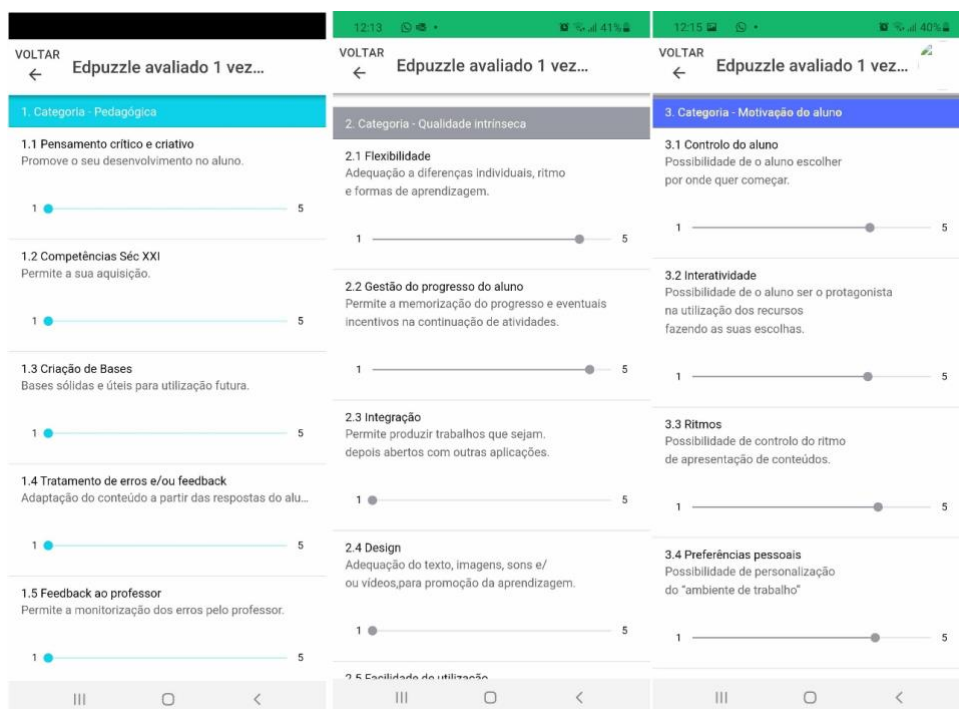 VOLTAR
Edpuzzle avaliado 1 vez...
1. Categoria - Pedagógica
1.1 Pensamento crítico e criativo
Promove o seu desenvolvimento no aluno.
1 5
1.2 Competências Séc XXI
Permite a sua aquisição.
1 5
1.3 Criação de Bases
Bases sólidas e úteis para utilização futura.
1 5
1.4 Tratamento de erros e/ou feedback
Adaptação do conteúdo a partir das respostas do alu...
1 5
1.5 Feedback ao professor
Permite a monitorização dos erros pelo professor.
1 5
12:13 41%
VOLTAR
Edpuzzle avaliado 1 vez...
2. Categoria - Qualidade intrínseca
2.1 Flexibilidade
Adequação a diferenças individuais, ritmo
e formas de aprendizagem.
1 5
2.2 Gestão do progresso do aluno
Permite a memorização do progresso e eventuais
incentivos na continuação de atividades.
1 5
2.3 Integração
Permite produzir trabalhos que sejam.
depois abertos com outras aplicações.
1 5
2.4 Design
Adequação do texto, imagens, sons e/
ou vídeos,para promoção da aprendizagem.
1 5
2.5 Facilidade de utilização
12:15 40%
VOLTAR
Edpuzzle avaliado 1 vez...
3. Categoria - Motivação do aluno
3.1 Controlo do aluno
Possibilidade de o aluno escolher
por onde quer começar.
1 5
3.2 Interatividade
Possibilidade de o aluno ser o protagonista
na utilização dos recursos
fazendo as suas escolhas.
1 5
3.3 Ritmos
Possibilidade de controlo do ritmo
de apresentação de conteúdos.
1 5
3.4 Preferências pessoais
Possibilidade de personalização
do "ambiente de trabalho"
1 5